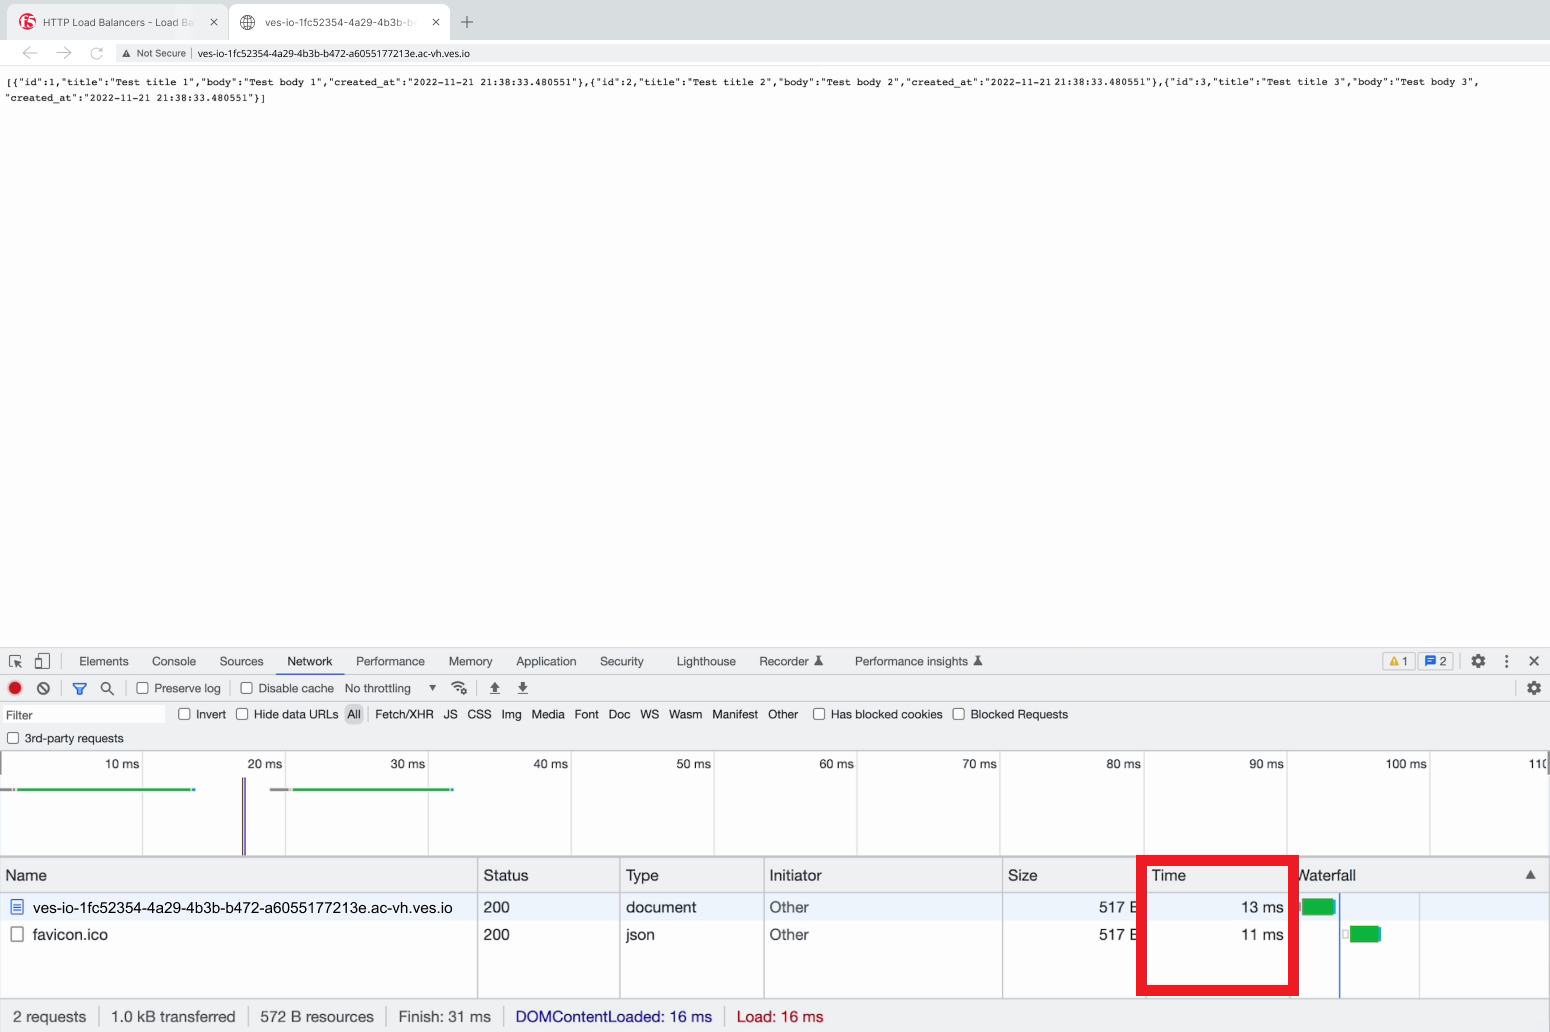 HTTP Load Balancers - Load Ba
ves-io-1fc52354-4a29-4b3b-b
Not Secure ves-io-1fc52354-4a29-4b3b-b472-a6055177213e.ac-vh.ves.io
[{"id":1,"title":"Test title 1","body":"Test body 1","created_at":"2022-11-21 21:38:33.480551"},{"id":2,"title":"Test title 2","body":"Test body 2","created_at":"2022-11-21 21:38:33.480551"},{"id":3,"title":"Test title 3","body":"Test body 3",
"created_at":"2022-11-21 21:38:33.480551"}]
Elements Console Sources Network Performance Memory Application Security Lighthouse Recorder Performance insights 1 2
Preserve log Disable cache No throttling
Filter Invert Hide data URLs All Fetch/XHR JS CSS Img Media Font Doc WS Wasm Manifest Other Has blocked cookies Blocked Requests
3rd-party requests
10 ms 20 ms 30 ms 40 ms 50 ms 60 ms 70 ms 80 ms 90 ms 100 ms 110
Name Status Type Initiator Size Time Waterfall
ves-io-1fc52354-4a29-4b3b-b472-a6055177213e.ac-vh.ves.io 200 document Other 517 B 13 ms
favicon.ico 200 json Other 517 B 11 ms
2 requests 1.0 kB transferred 572 B resources Finish: 31 ms DOMContentLoaded: 16 ms Load: 16 ms